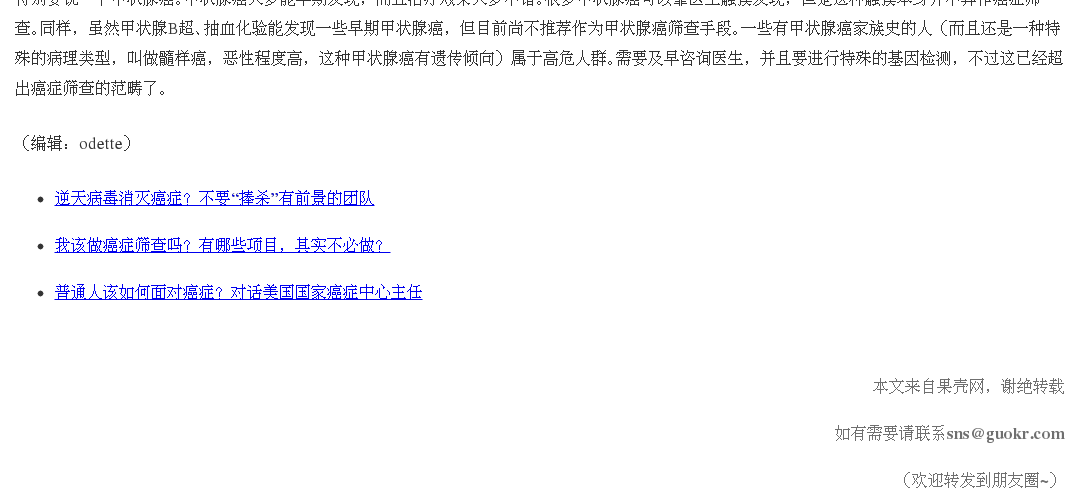 查。同样，虽然甲状腺B超、抽血化验能发现一些早期甲状腺癌，但目前尚不推荐作为甲状腺癌筛查手段。一些有甲状腺癌家族史的人（而且还是一种特
殊的病理类型，叫做髓样癌，恶性程度高，这种甲状腺癌有遗传倾向）属于高危人群。需要及早咨询医生，并且要进行特殊的基因检测，不过这已经超
出癌症筛查的范畴了。
（编辑：odette）
逆天病毒消灭癌症？不要“捧杀”有前景的团队
我该做癌症筛查吗？有哪些项目，其实不必做？
普通人该如何面对癌症？对话美国国家癌症中心主任
本文来自果壳网，谢绝转载
如有需要请联系sns@guokr.com
（欢迎转发到朋友圈~）